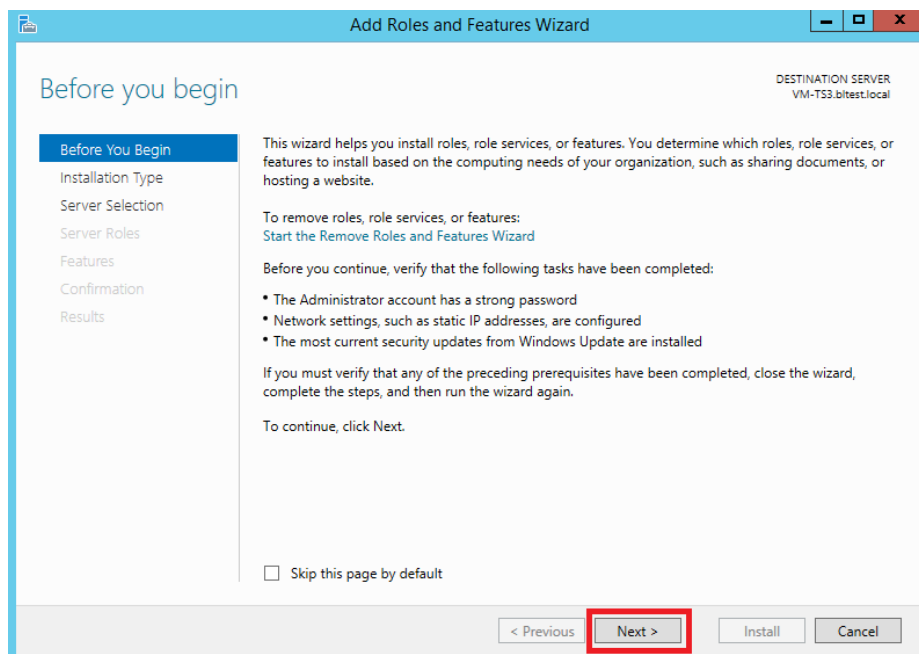 Add Roles and Features Wizard
x
Before you begin
DESTINATION SERVER
VM-TS3.bltest.local
Before You Begin
Installation Type
Server Selection
Server Roles
Features
Confirmation
Results
This wizard helps you install roles, role services, or features. You determine which roles, role services, or
features to install based on the computing needs of your organization, such as sharing documents, or
hosting a website.
To remove roles, role services, or features:
Start the Remove Roles and Features Wizard
Before you continue, verify that the following tasks have been completed:
• The Administrator account has a strong password
• Network settings, such as static IP addresses, are configured
• The most current security updates from Windows Update are installed
If you must verify that any of the preceding prerequisites have been completed, close the wizard,
complete the steps, and then run the wizard again.
To continue, click Next.
Skip this page by default
< Previous
Next >
Install
Cancel